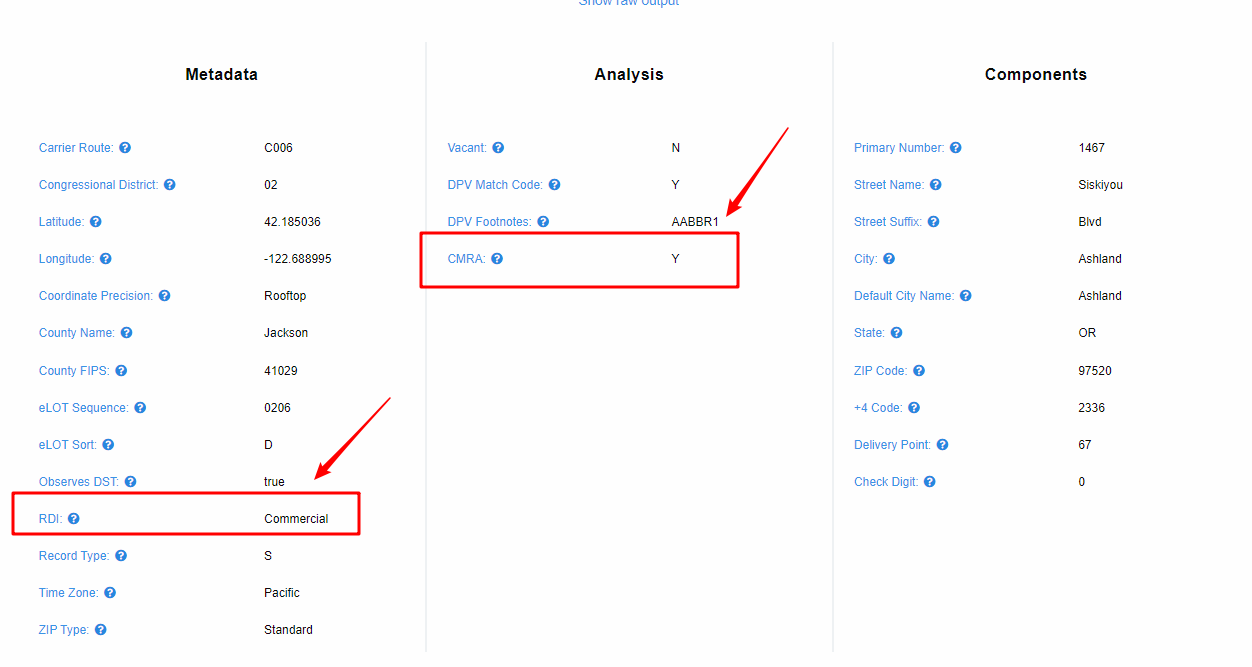 Show raw output
Metadata
Carrier Route: C006
Congressional District: 02
Latitude: 42.185036
Longitude: -122.688995
Coordinate Precision: Rooftop
County Name: Jackson
County FIPS: 41029
eLOT Sequence: 0206
eLOT Sort: D
Observes DST: true
RDI: Commercial
Record Type: S
Time Zone: Pacific
ZIP Type: Standard
Analysis
Vacant: N
DPV Match Code: Y
DPV Footnotes: AABBR1
CMRA: Y
Components
Primary Number: 1467
Street Name: Siskiyou
Street Suffix: Blvd
City: Ashland
Default City Name: Ashland
State: OR
ZIP Code: 97520
+4 Code: 2336
Delivery Point: 67
Check Digit: 0